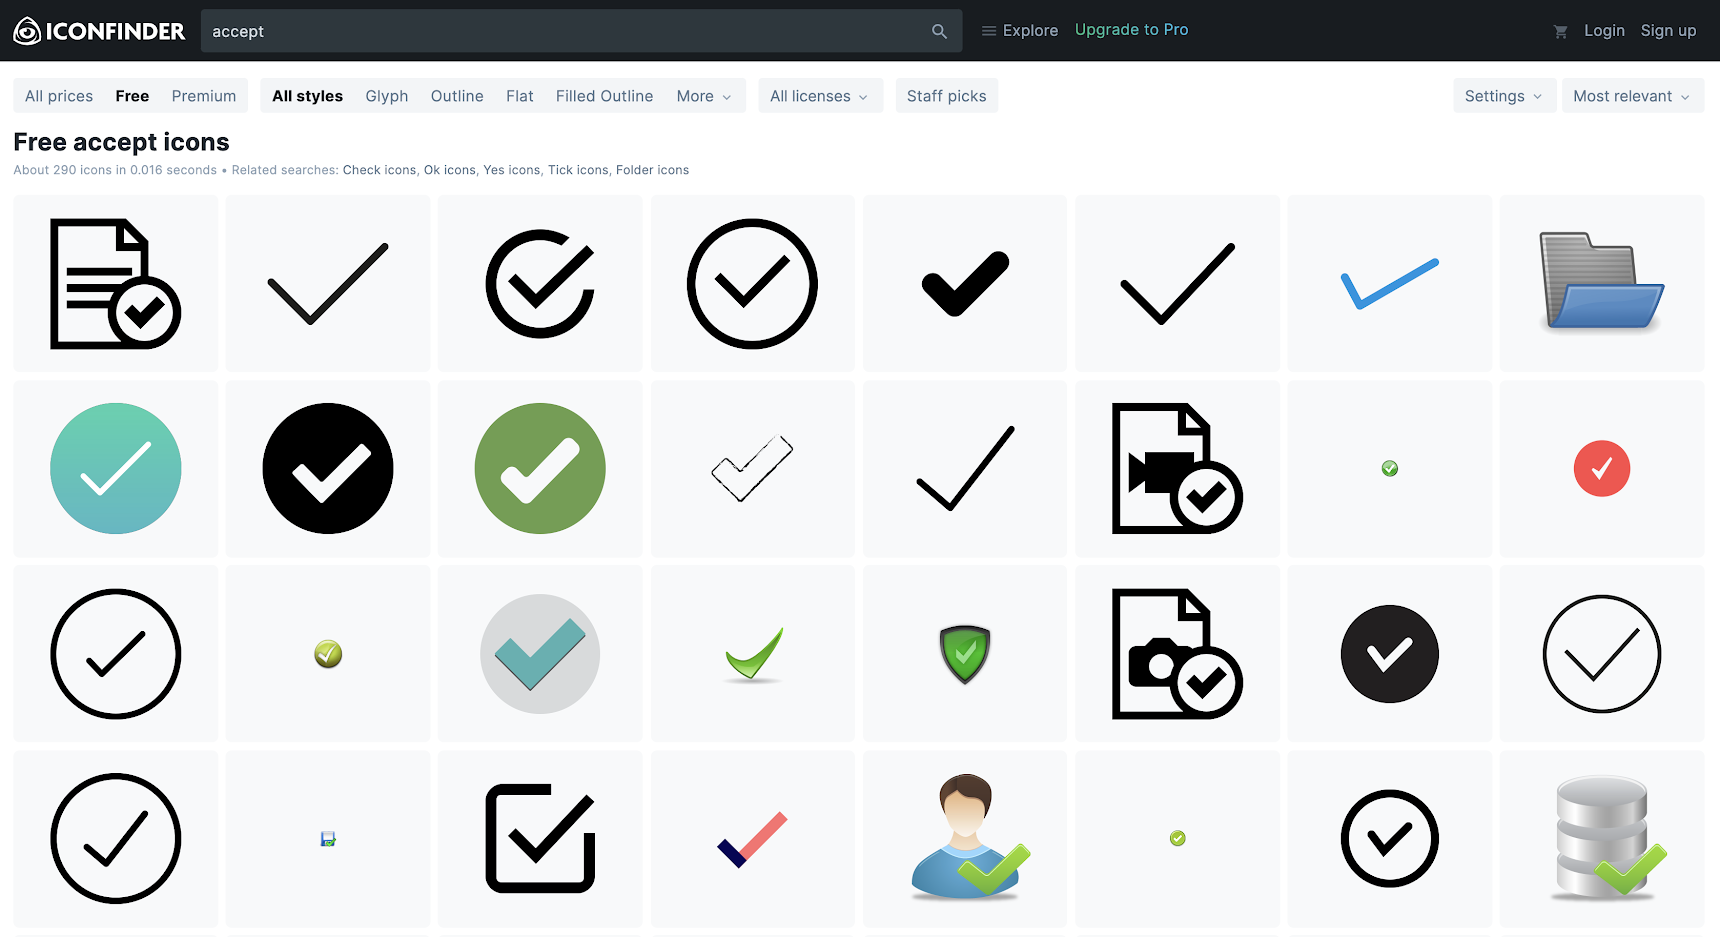 ICONFINDER accept Explore Upgrade to Pro Login Sign up
All prices Free Premium All styles Glyph Outline Flat Filled Outline More All licenses Staff picks Settings Most relevant
Free accept icons
About 290 icons in 0.016 seconds • Related searches: Check icons, Ok icons, Yes icons, Tick icons, Folder icons